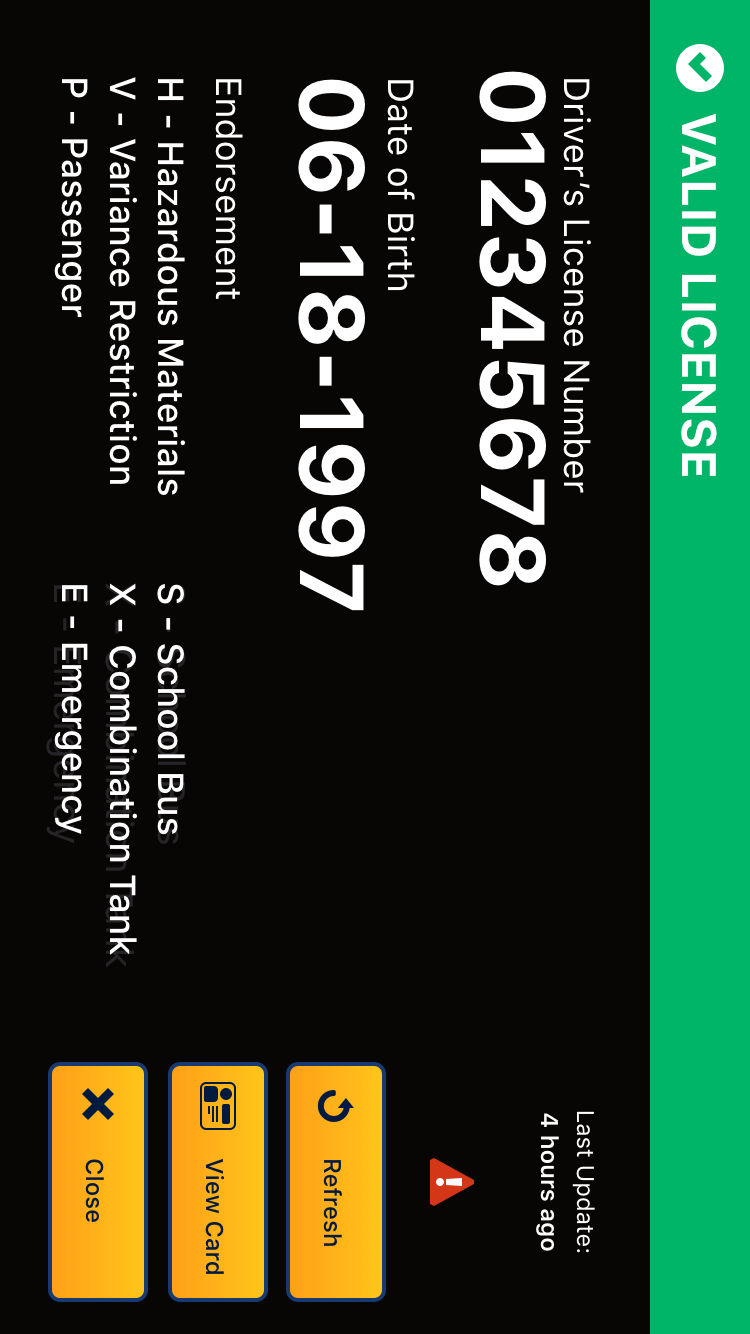 VALID LICENSE
Driver's License Number
012345678
Date of Birth
06-18-1997
Endorsement
H - Hazardous Materials
V - Variance Restriction
P - Passenger
S - School Bus
X - Combination Tank
E - Emergency
Last Update:
4 hours ago
Refresh
View Card
Close